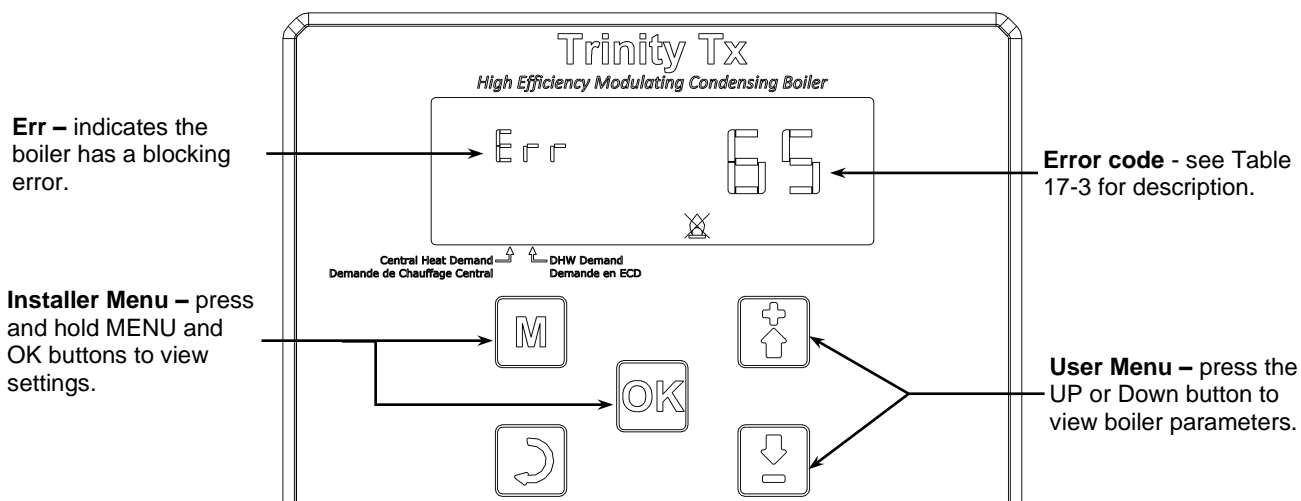 Trinity Tx
High Efficiency Modulating Condensing Boiler
Err – indicates the
boiler has a blocking
error.
Err
65
Error code - see Table
17-3 for description.
Central Heat Demand
Demande de Chauffage Central
DHW Demand
Demande en ECD
Installer Menu – press
and hold MENU and
OK buttons to view
settings.
M
OK
User Menu – press the
UP or Down button to
view boiler parameters.